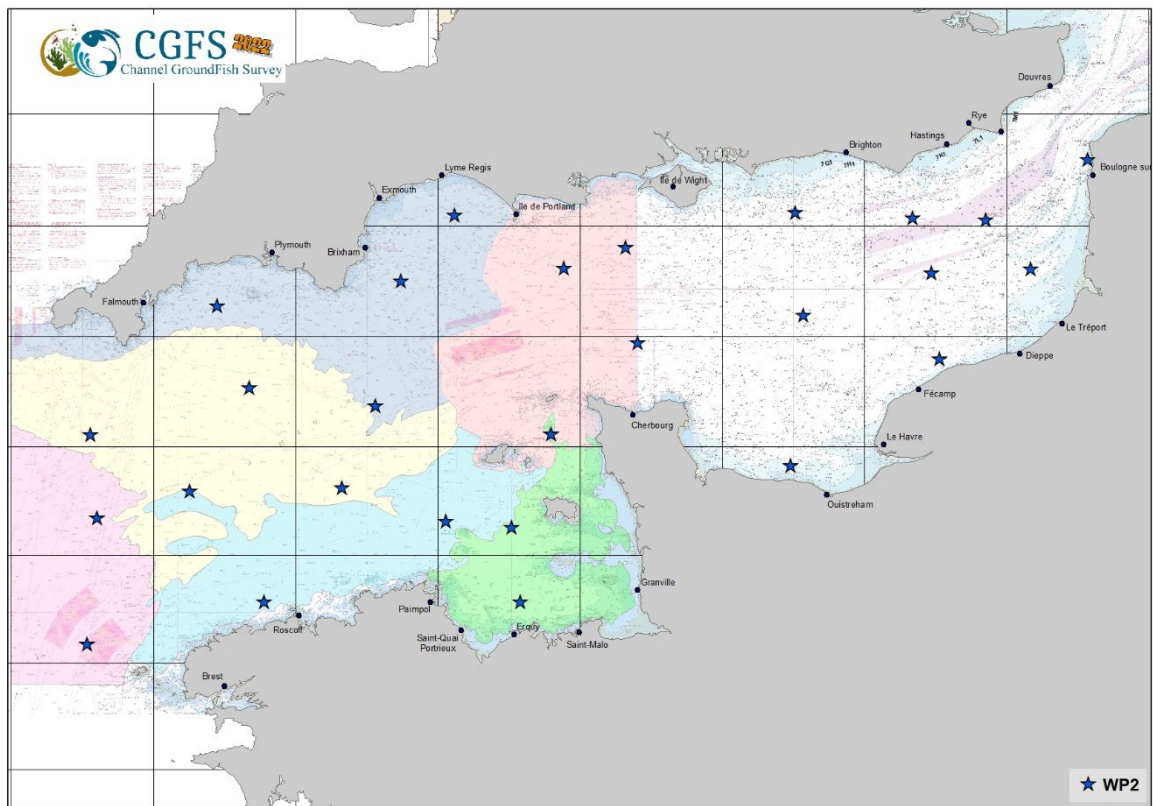 CGFS 2022
Channel GroundFish Survey
Douvres
Rye
Hastings
Brighton
Boulogne sur
Lyme Regis
Ile de Wight
Exmouth
Ile de Portland
Plymouth
Brixham
Falmouth
Le Tréport
Dieppe
Fécamp
Cherbourg
Le Havre
Ouistreham
Granville
Paimpol
Roscoff
Saint-Quai
Portrieux
Erquy
Saint-Malo
Brest
WP2